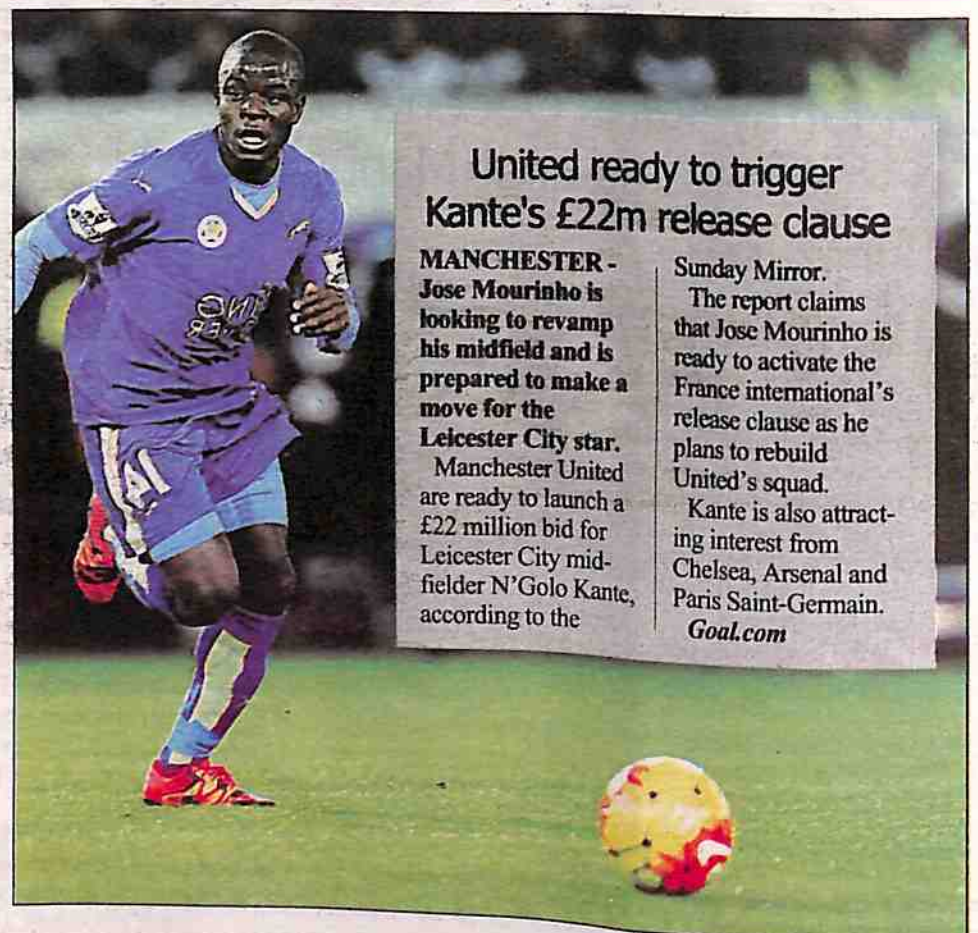 United ready to trigger
Kante's £22m release clause
MANCHESTER -
Jose Mourinho is
looking to revamp
his midfield and is
prepared to make a
move for the
Leicester City star.
Manchester United
are ready to launch a
£22 million bid for
Leicester City mid-
fielder N'Golo Kante,
according to the
Sunday Mirror.
The report claims
that Jose Mourinho is
ready to activate the
France international's
release clause as he
plans to rebuild
United's squad.
Kante is also attract-
ing interest from
Chelsea, Arsenal and
Paris Saint-Germain.
Goal.com
14